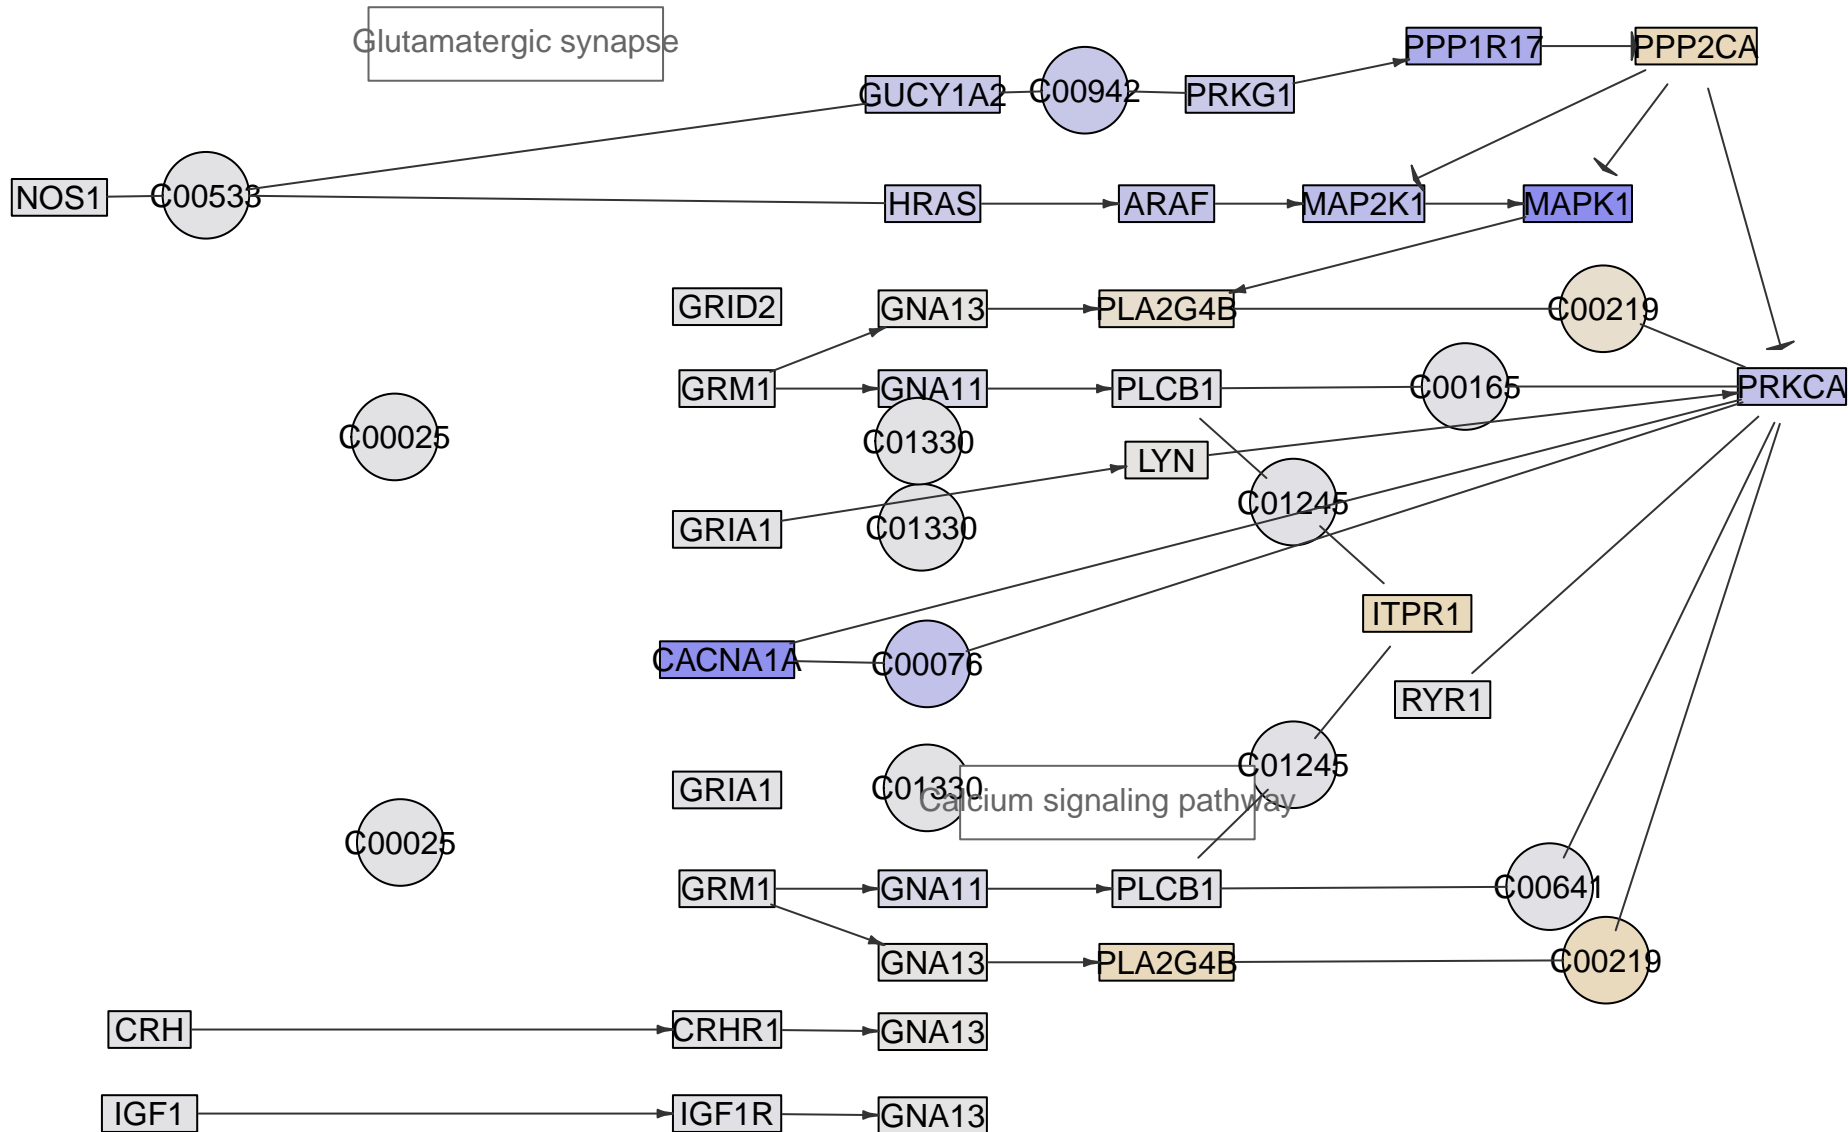 Glutamatergic synapse
PPP1R17
PPP2CA
GUCY1A2
C00942
PRKG1
NOS1
C00533
HRAS
ARAF
MAP2K1
MAPK1
GRID2
GNA13
PLA2G4B
C00219
GRM1
GNA11
PLCB1
C00165
PRKCA
C00025
C01330
LYN
C01245
GRIA1
C01330
ITPR1
CACNA1A
C00076
RYR1
C01245
GRIA1
C01330
Calcium signaling pathway
C00025
GRM1
GNA11
PLCB1
C00641
GNA13
PLA2G4B
C00219
CRH
CRHR1
GNA13
IGF1
IGF1R
GNA13